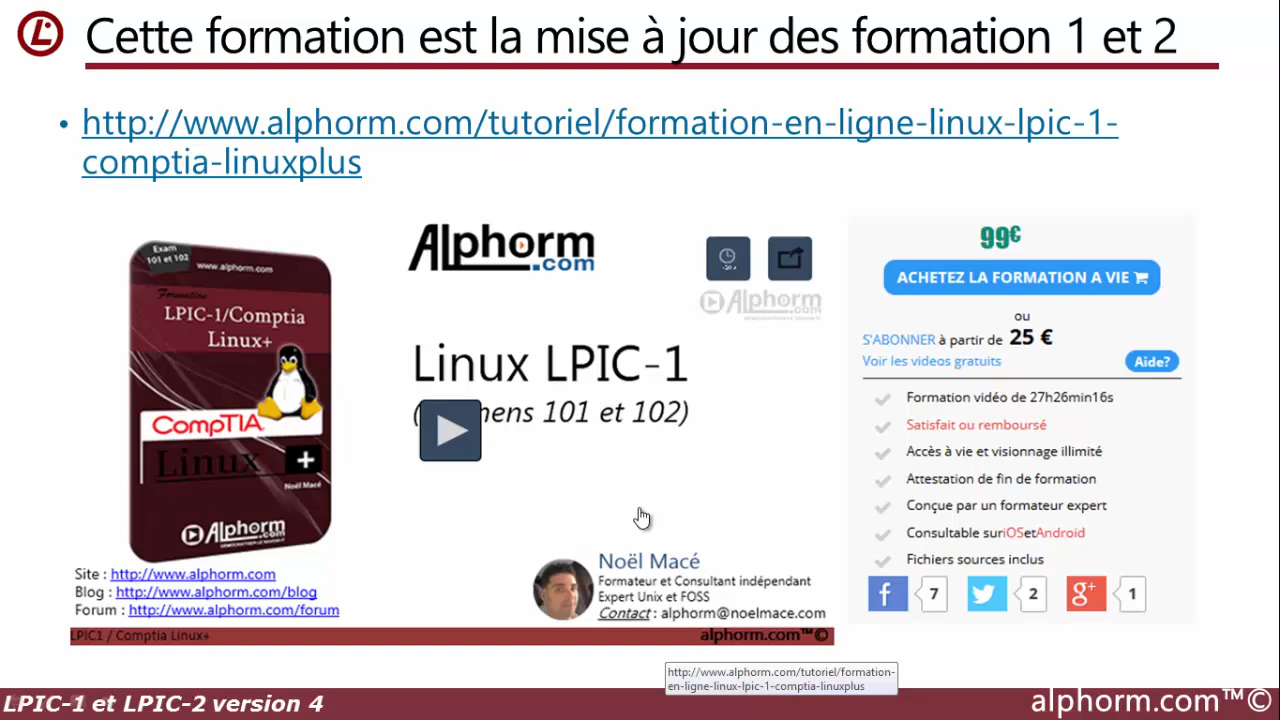 Cette formation est la mise à jour des formation 1 et 2
• http://www.alphorm.com/tutoriel/formation-en-ligne-linux-lpic-1-
comptia-linuxplus
Exam
101 et 102
www.alphorm.com
Formation
LPIC-1/Comptia
Linux+
CompTIA
Linux +
Noël Macé
Alphorm
.com
Alphorm
.com
Alphorm
.com
Linux LPIC-1
mens 101 et 102)
99€
ACHETEZ LA FORMATION A VIE
ou
S'ABONNER à partir de 25 €
Voir les videos gratuits
Aide?
Formation vidéo de 27h26min16s
Satisfait ou remboursé
Accès à vie et visionnage illimité
Attestation de fin de formation
Conçue par un formateur expert
Consultable suriOSetAndroid
Fichiers sources inclus
f 7 2 g+ 1
Site : http://www.alphorm.com
Blog : http://www.alphorm.com/blog
Forum : http://www.alphorm.com/forum
Noël Macé
Formateur et Consultant indépendant
Expert Unix et FOSS
Contact : alphorm@noelmace.com
LPIC1 / Comptia Linux+
alphorm.com™©
http://www.alphorm.com/tutoriel/formation-
en-ligne-linux-lpic-1-comptia-linuxplus
LPIC-1 et LPIC-2 version 4
alphorm.com™©